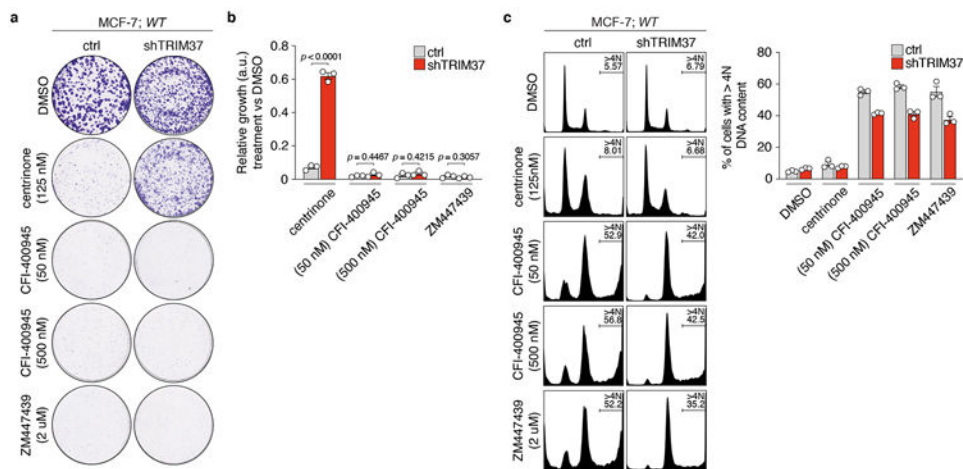 a
MCF-7; WT
ctrl
shTRIM37
DMSO
centrinone
(125 nM)
CFI-400945
(50 nM)
CFI-400945
(500 nM)
ZM447439
(2 uM)
b
ctrl
shTRIM37
Relative growth (a.u.)
treatment vs DMSO
0.8
0.6
0.4
0.2
0
p < 0.0001
p = 0.4467
p = 0.4215
p = 0.3057
centrinone
(50 nM) CFI-400945
(500 nM) CFI-400945
ZM447439
c
MCF-7; WT
ctrl
shTRIM37
DMSO
>4N
5.57
>4N
6.79
centrinone
(125nM)
>4N
8.01
>4N
6.68
CFI-400945
(50 nM)
>4N
52.9
>4N
42.0
CFI-400945
(500 nM)
>4N
56.8
>4N
42.5
ZM447439
(2 uM)
>4N
52.2
>4N
35.2
ctrl
shTRIM37
% of cells with > 4N
DNA content
80
60
40
20
0
DMSO
centrinone
(50 nM) CFI-400945
(500 nM) CFI-400945
ZM447439